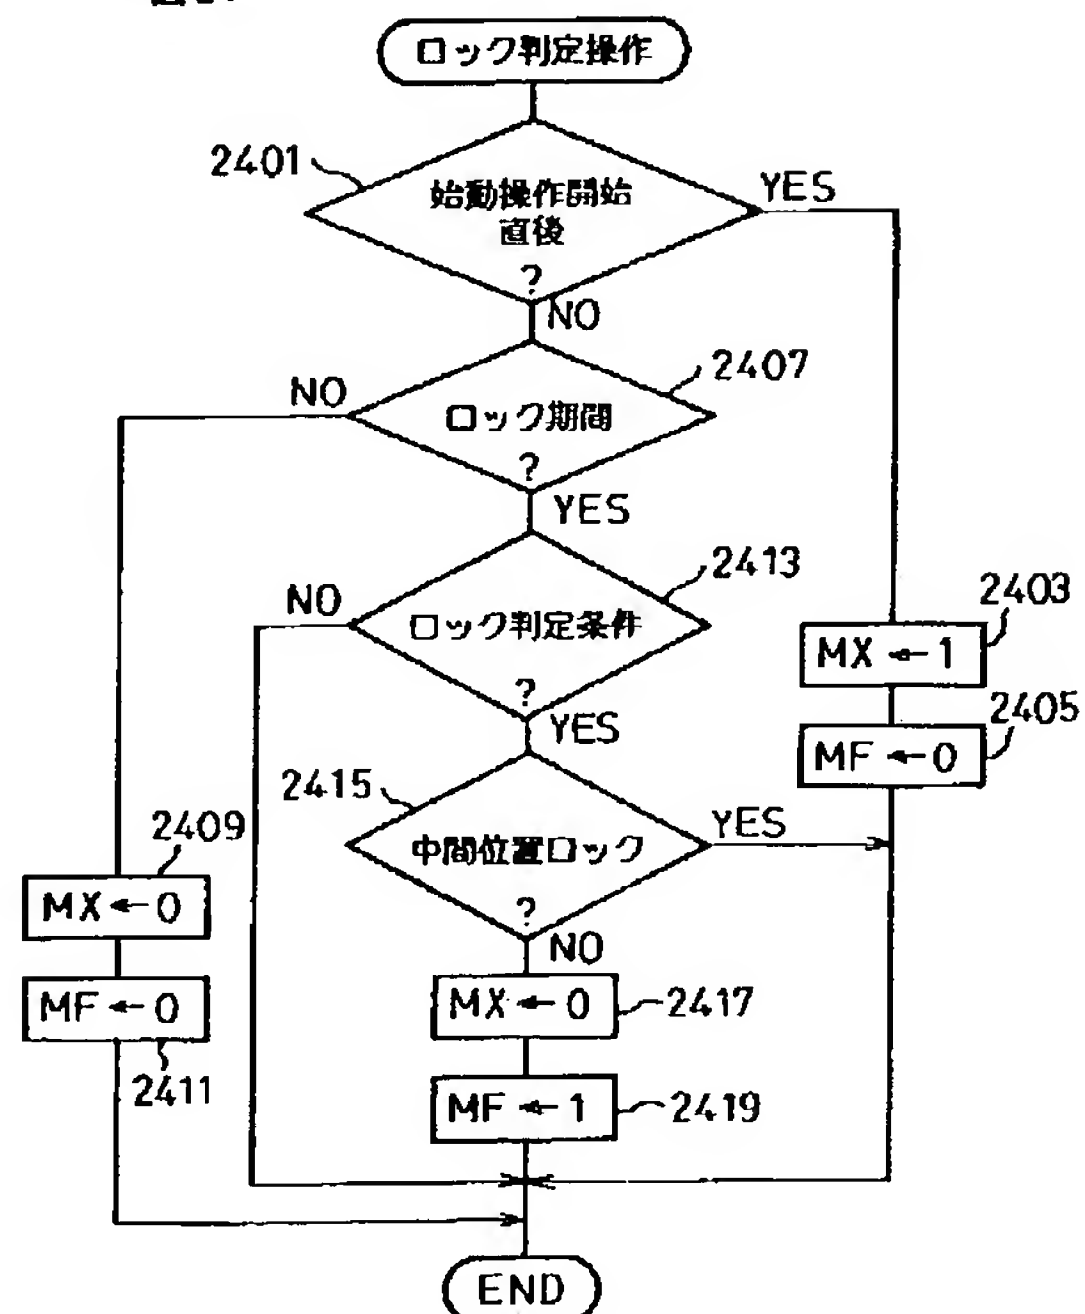 ロック判定操作
2401
始動操作開始
直後
?
YES
NO
2407
NO
ロック期間
?
YES
2413
NO
ロック判定条件
?
YES
2403
MX ← 1
2405
MF ← 0
2415
中間位置ロック
?
YES
NO
2409
MX ← 0
MF ← 0
2411
MX ← 0
2417
MF ← 1
2419
END